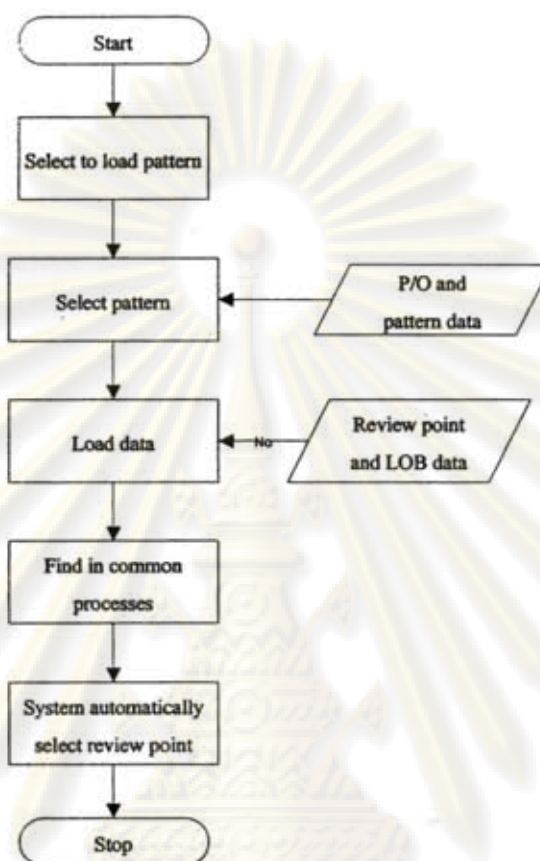 Start
Select to load pattern
Select pattern
P/O and
pattern data
Load data
No
Review point
and LOB data
Find in common
processes
System automatically
select review point
Stop